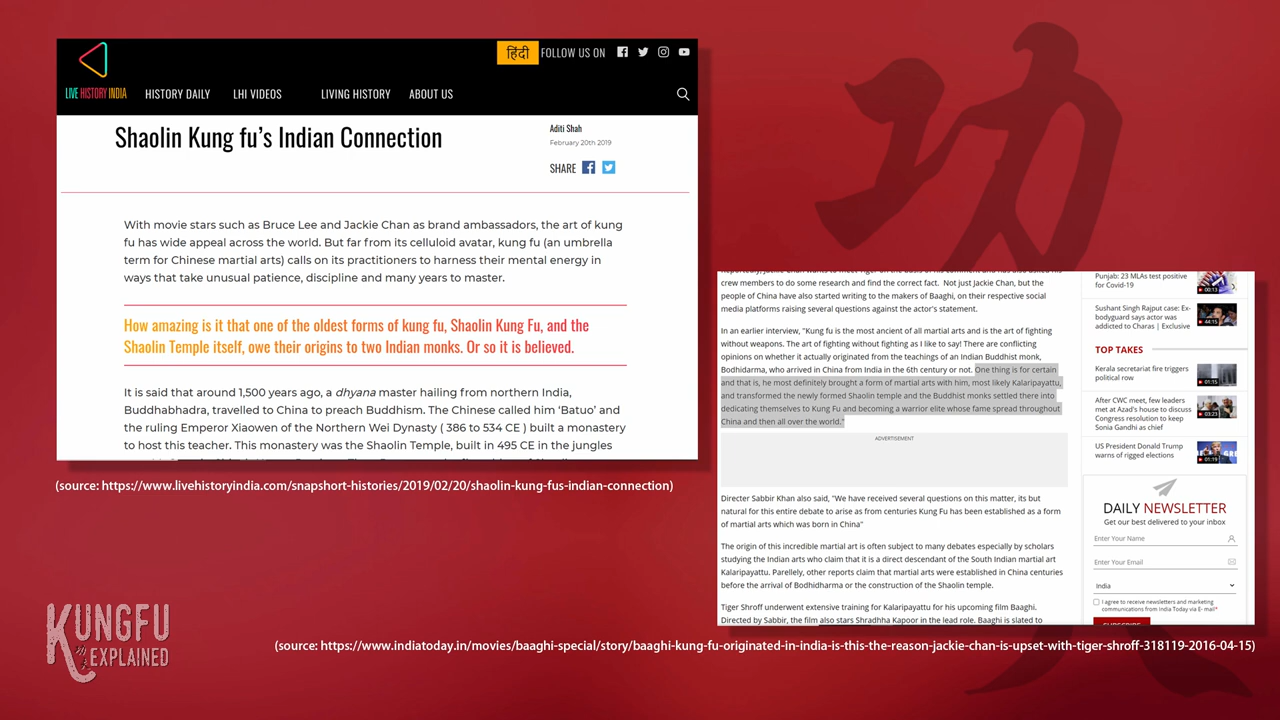 हिंदी FOLLOW US ON
LIVE HISTORY INDIA
HISTORY DAILY LHI VIDEOS LIVING HISTORY ABOUT US
Shaolin Kung fu's Indian Connection
Aditi Shah
February 20th 2019
SHARE
With movie stars such as Bruce Lee and Jackie Chan as brand ambassadors, the art of kung
fu has wide appeal across the world. But far from its celluloid avatar, kung fu (an umbrella
term for Chinese martial arts) calls on its practitioners to harness their mental energy in
ways that take unusual patience, discipline and many years to master.
How amazing is it that one of the oldest forms of kung fu, Shaolin Kung Fu, and the
Shaolin Temple itself, owe their origins to two Indian monks. Or so it is believed.
It is said that around 1,500 years ago, a dhyana master hailing from northern India,
Buddhabhadra, travelled to China to preach Buddhism. The Chinese called him 'Batuo' and
the ruling Emperor Xiaowen of the Northern Wei Dynasty ( 386 to 534 CE ) built a monastery
to host this teacher. This monastery was the Shaolin Temple, built in 495 CE in the jungles
(source: https://www.livehistoryindia.com/snapshort-histories/2019/02/20/shaolin-kung-fus-indian-connection)
功
crew members to do some research and find the correct fact. Not just Jackie Chan, but the
people of China have also started writing to the makers of Baaghi, on their respective social
media platforms raising several questions against the actor's statement.
In an earlier interview, "Kung fu is the most ancient of all martial arts and is the art of fighting
without weapons. The art of fighting without fighting as I like to say! There are conflicting
opinions on whether it actually originated from the teachings of an Indian Buddhist monk,
Bodhidarma, who arrived in China from India in the 6th century or not. One thing is for certain
and that is, he most definitely brought a form of martial arts with him, most likely Kalaripayattu,
and transformed the newly formed Shaolin temple and the Buddhist monks settled there into
dedicating themselves to Kung Fu and becoming a warrior elite whose fame spread throughout
China and then all over the world."
ADVERTISEMENT
Directer Sabbir Khan also said, "We have received several questions on this matter, its but
natural for this entire debate to arise as from centuries Kung Fu has been established as a form
of martial arts which was born in China"
The origin of this incredible martial art is often subject to many debates especially by scholars
studying the Indian arts who claim that it is a direct descendant of the South Indian martial art
Kalaripayattu. Parellely, other reports claim that martial arts were established in China centuries
before the arrival of Bodhidharma or the construction of the Shaolin temple.
Tiger Shroff underwent extensive training for Kalaripayattu for his upcoming film Baaghi.
Directed by Sabbir, the film also stars Shradhha Kapoor in the lead role. Baaghi is slated to
Punjab: 23 MLAs test positive
for Covid-19
00:13
Sushant Singh Rajput case: Ex-
bodyguard says actor was
addicted to Charas | Exclusive
44:15
TOP TAKES
Kerala secretariat fire triggers
political row
01:15
After CWC meet, few leaders
met at Azad's house to discuss
Congress resolution to keep
Sonia Gandhi as chief
03:23
US President Donald Trump
warns of rigged elections
01:19
DAILY NEWSLETTER
Get our best delivered to your inbox
Enter Your Name
Enter Your Email
India
I agree to receive newsletters and marketing
communications from India Today via E- mail*
SUBSCRIBE
(source: https://www.indiatoday.in/movies/baaghi-special/story/baaghi-kung-fu-originated-in-india-is-this-the-reason-jackie-chan-is-upset-with-tiger-shroff-318119-2016-04-15)
KUNGFU
EXPLAINED